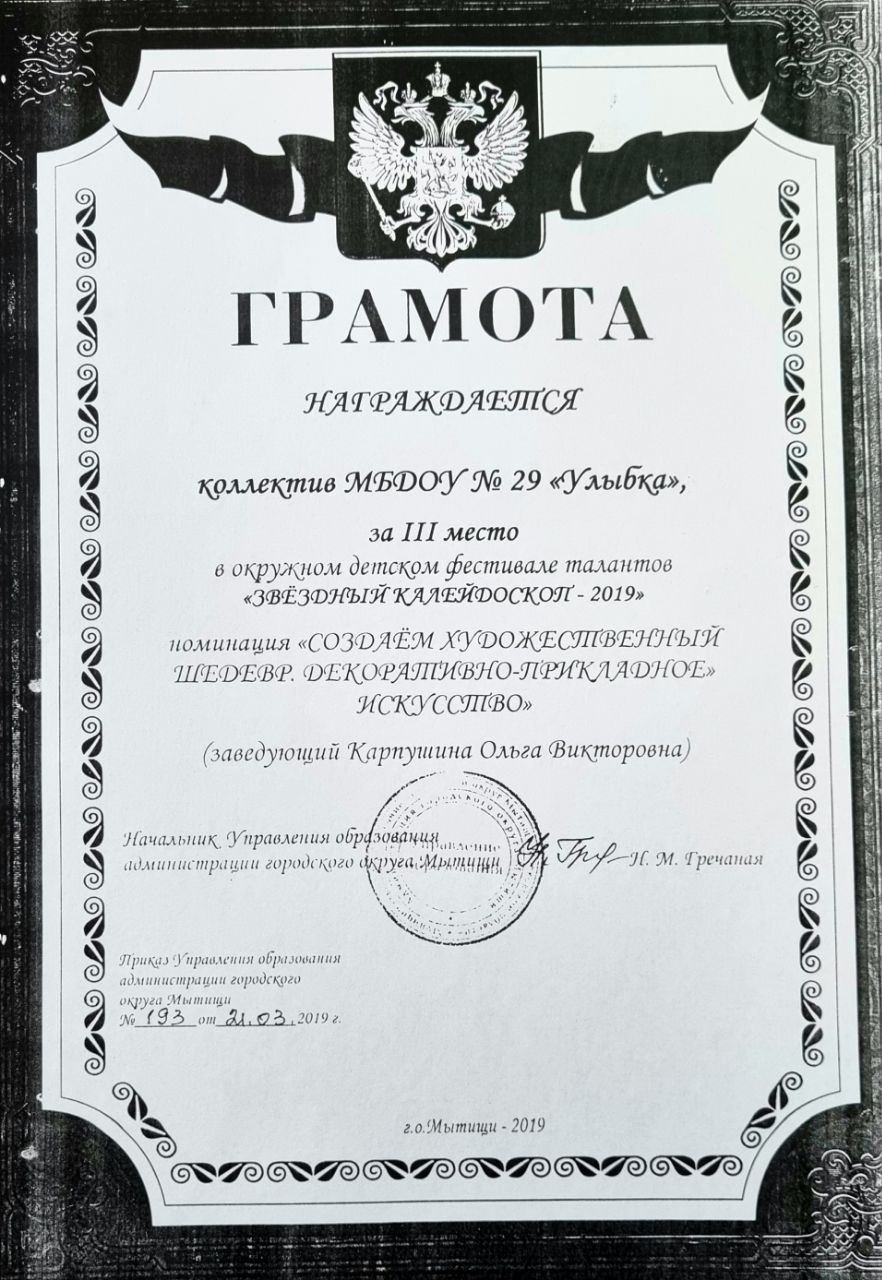 ГРАМОТА
НАГРАЖДАЕТСЯ
коллектив МБДОУ № 29 «Улыбка»,
за III место
в окружном детском фестивале талантов
«ЗВЁЗДНЫЙ КАЛЕЙДОСКОП - 2019»
номинация «СОЗДАЁМ ХУДОЖЕСТВЕННЫЙ
ШЕДЕВР. ДЕКОРАТИВНО-ПРИКЛАДНОЕ»
ИСКУССТВО»
(заведующий Карпушина Ольга Викторовна)
Начальник Управления образования
администрации городского округа Мытищи
Н. М. Гречаная
Управление
образования
Приказ Управления образования
администрации городского
округа Мытищи
№ 193 от 21.03.2019 г.
г.о.Мытищи - 2019